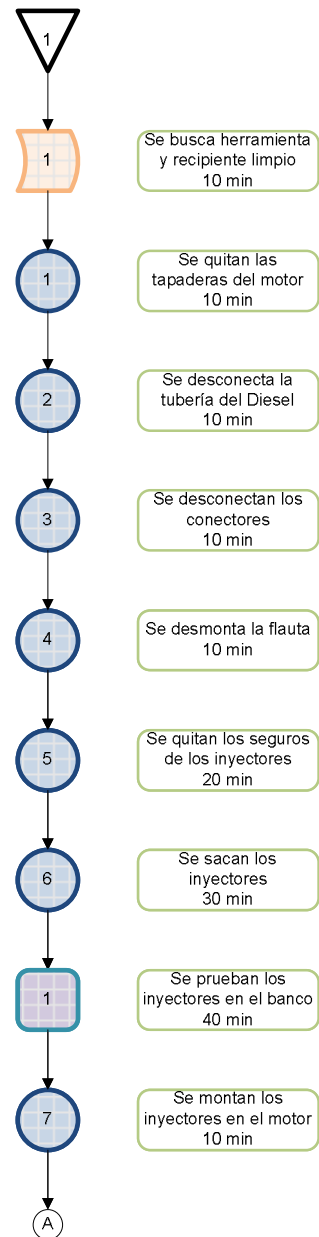 1
1
Se busca herramienta
y recipiente limpio
10 min
1
Se quitan las
tapaderas del motor
10 min
2
Se desconecta la
tubería del Diesel
10 min
3
Se desconectan los
conectores
10 min
4
Se desmonta la flauta
10 min
5
Se quitan los seguros
de los inyectores
20 min
6
Se sacan los
inyectores
30 min
1
Se prueban los
inyectores en el banco
40 min
7
Se montan los
inyectores en el motor
10 min
A